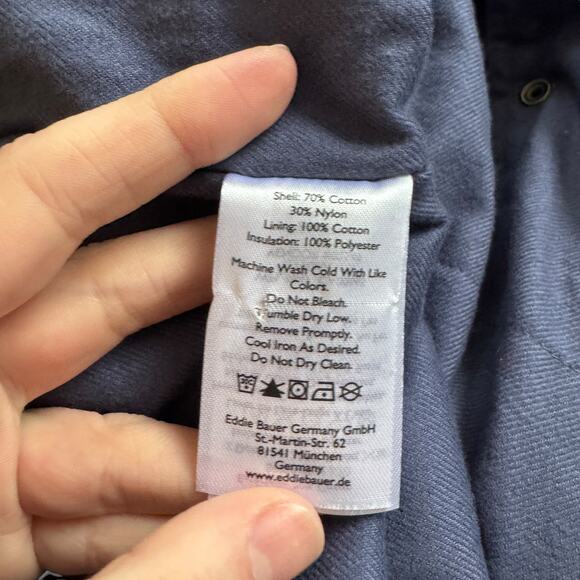 Shell: 70% Cotton
30% Nylon
Lining: 100% Cotton
Insulation: 100% Polyester
Machine Wash Cold With Like
Colors.
Do Not Bleach.
Tumble Dry Low.
Remove Promptly.
Cool Iron As Desired.
Do Not Dry Clean.
Eddie Bauer Germany GmbH
St.-Martin-Str. 62
81541 München
Germany
www.eddiebauer.de